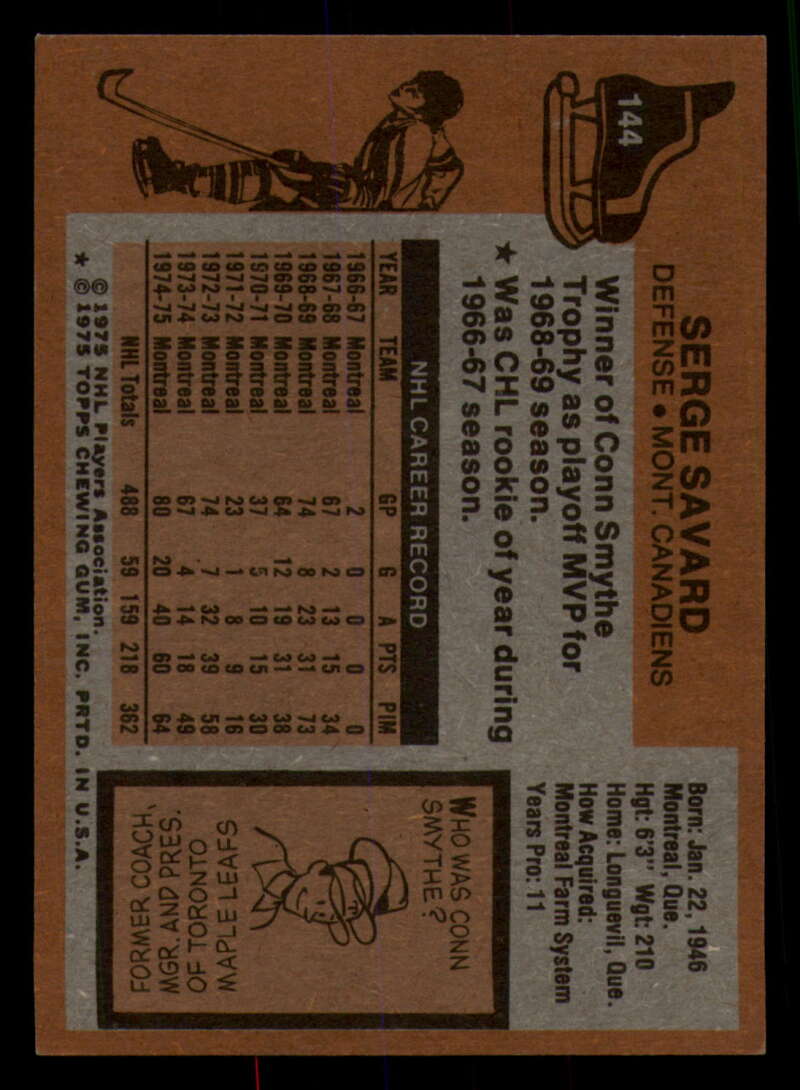 144
SERGE SAVARD
DEFENSE • MONT. CANADIENS
Winner of Conn Smythe
Trophy as playoff MVP for
1968-69 season.
★ Was CHL rookie of year during
1966-67 season.
Born: Jan. 22, 1946
Montreal, Que.
Hgt: 6'3" Wgt: 210
Home: Longuevil, Que.
How Acquired:
Montreal Farm System
Years Pro: 11
NHL CAREER RECORD
YEAR TEAM GP G A PTS PIM
1966-67 Montreal 2 0 0 0 0
1967-68 Montreal 67 2 13 15 34
1968-69 Montreal 74 8 23 31 73
1969-70 Montreal 64 12 19 31 38
1970-71 Montreal 37 5 10 15 30
1971-72 Montreal 23 1 8 9 16
1972-73 Montreal 74 7 32 39 58
1973-74 Montreal 67 4 14 18 49
1974-75 Montreal 80 20 40 60 64
NHL Totals 488 59 159 218 362
WHO WAS CONN
SMYTHE?
FORMER COACH,
MGR. AND PRES.
OF TORONTO
MAPLE LEAFS
© 1975 NHL Players Association.
★ © 1975 TOPPS CHEWING GUM, INC. PRTD. IN U.S.A.